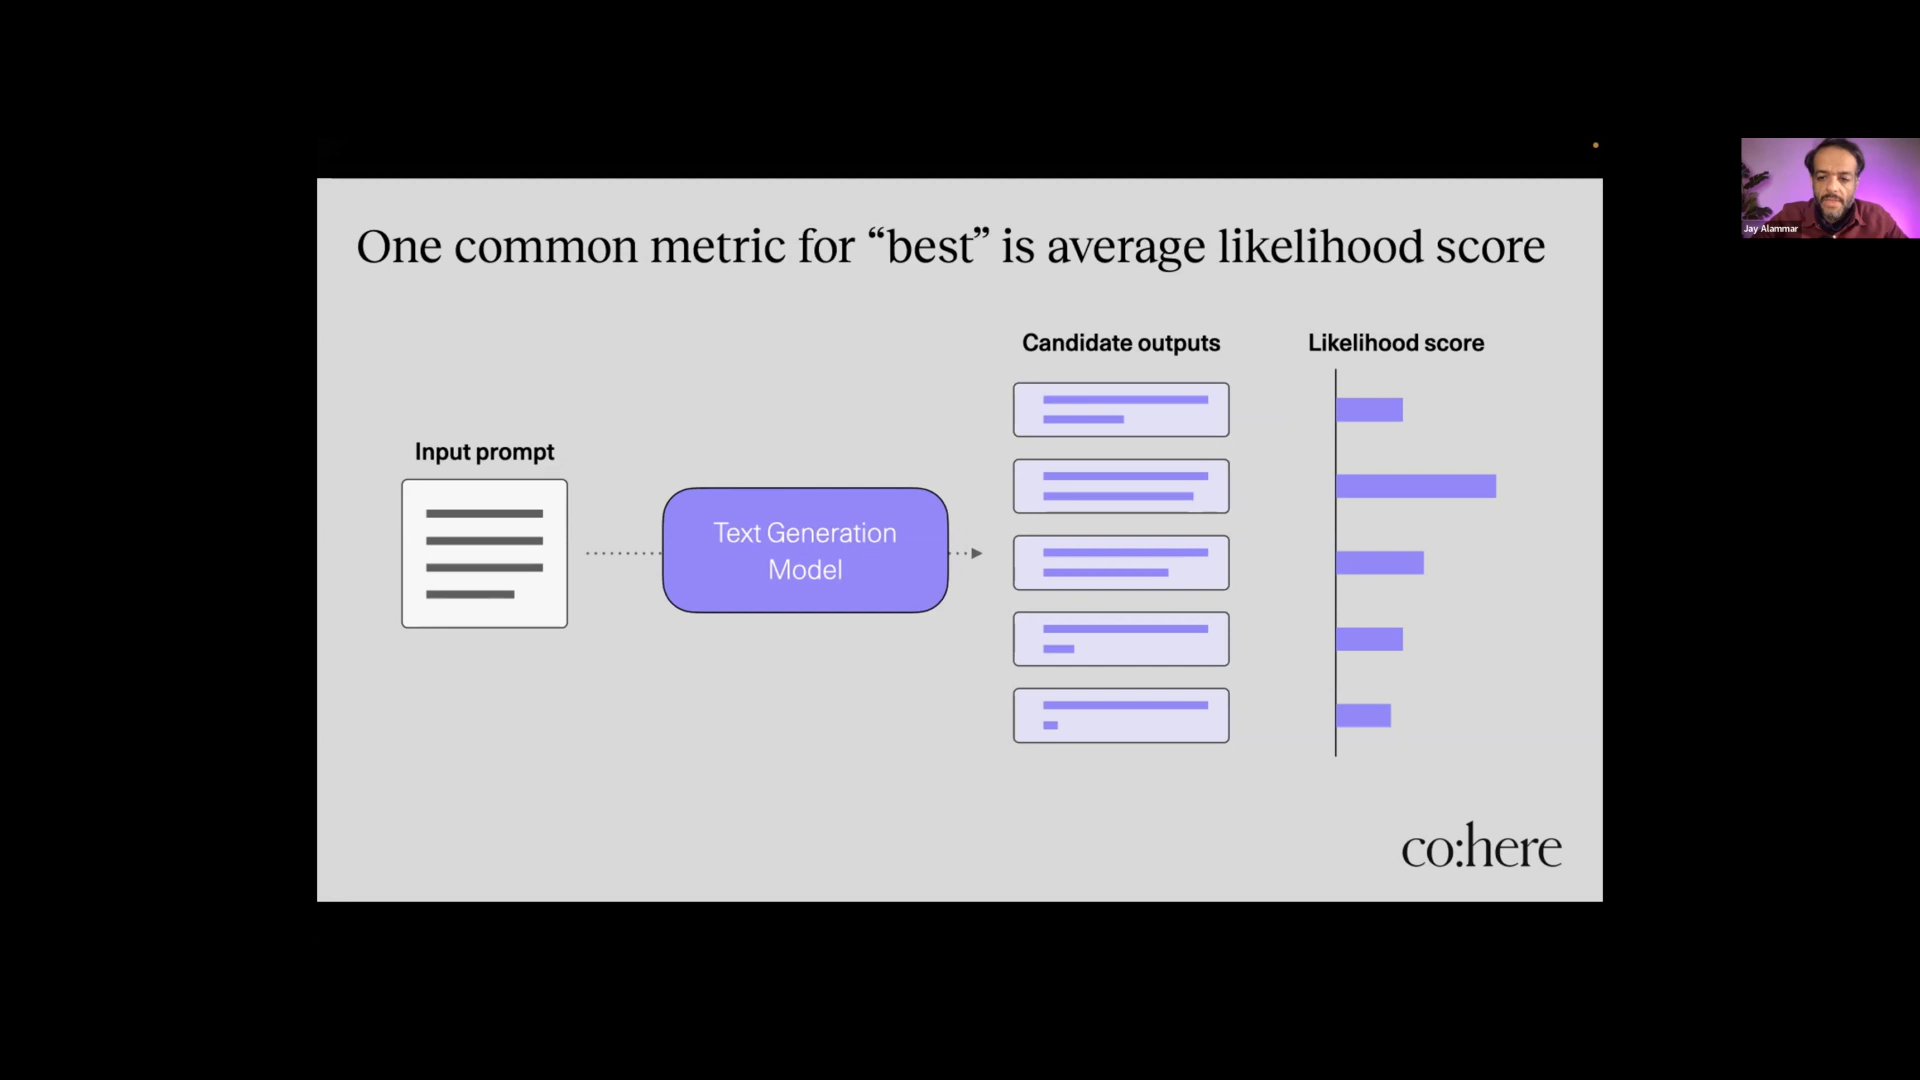 One common metric for “best” is average likelihood score
Candidate outputs
Likelihood score
Input prompt
Text Generation
Model
co:here
Jay Alammar